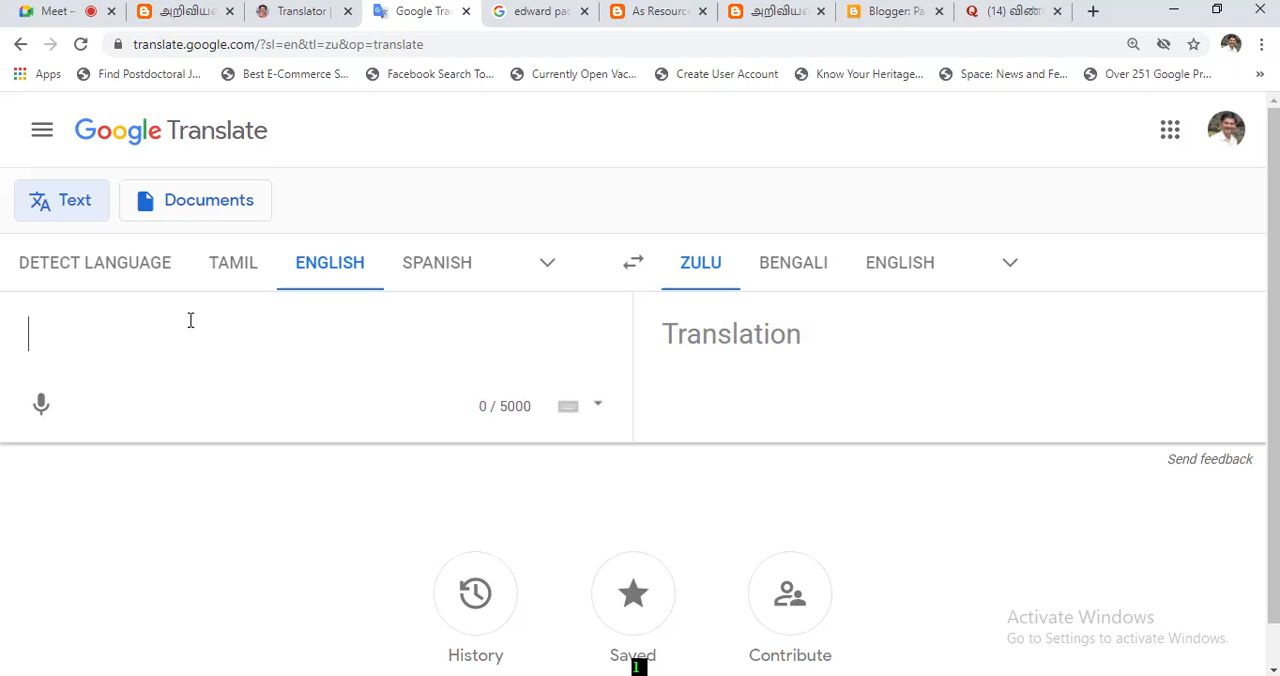 Meet –
அறிவியல
Translator |
Google Tra
edward pac
As Resourc
அறிவியல
Blogger: Pa
(14) விண
translate.google.com/?sl=en&tl=zu&op=translate
Apps Find Postdoctoral J... Best E-Commerce S... Facebook Search To... Currently Open Vac... Create User Account Know Your Heritage... Space: News and Fe... Over 251 Google Pr... »
Google Translate
Text Documents
DETECT LANGUAGE TAMIL ENGLISH SPANISH ZULU BENGALI ENGLISH
Translation
0 / 5000
Send feedback
Activate Windows
Go to Settings to activate Windows.
History Saved Contribute
1